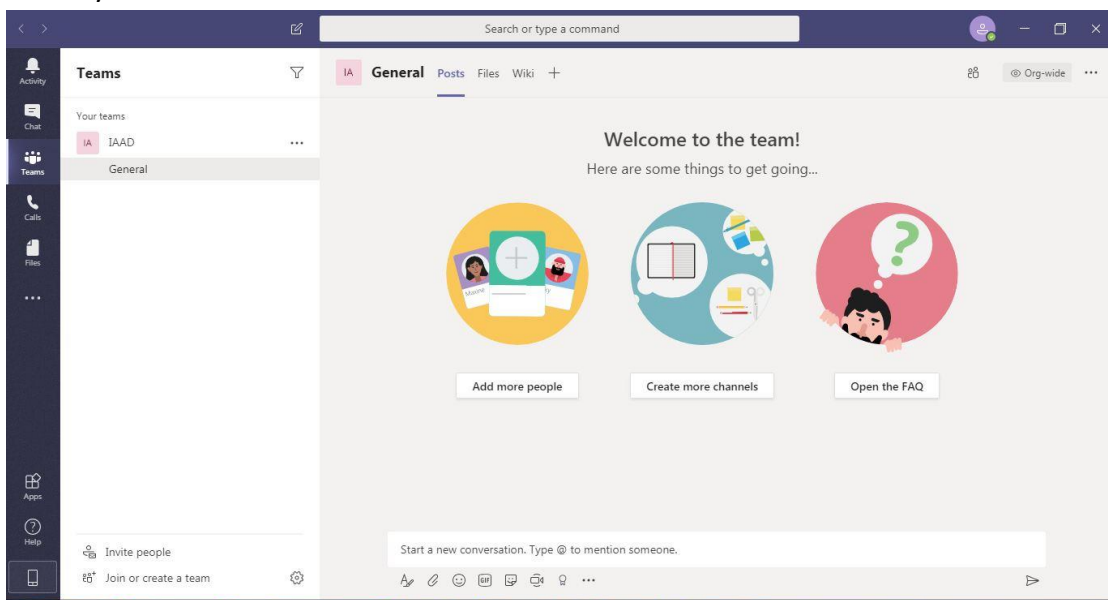 Search or type a command
Activity
Chat
Teams
Calls
Files
Apps
Help
Teams
Your teams
IA IAAD
General
Invite people
Join or create a team
IA General Posts Files Wiki
Org-wide
Welcome to the team!
Here are some things to get going...
Maxine
Add more people
Create more channels
Open the FAQ
Start a new conversation. Type @ to mention someone.
GIF